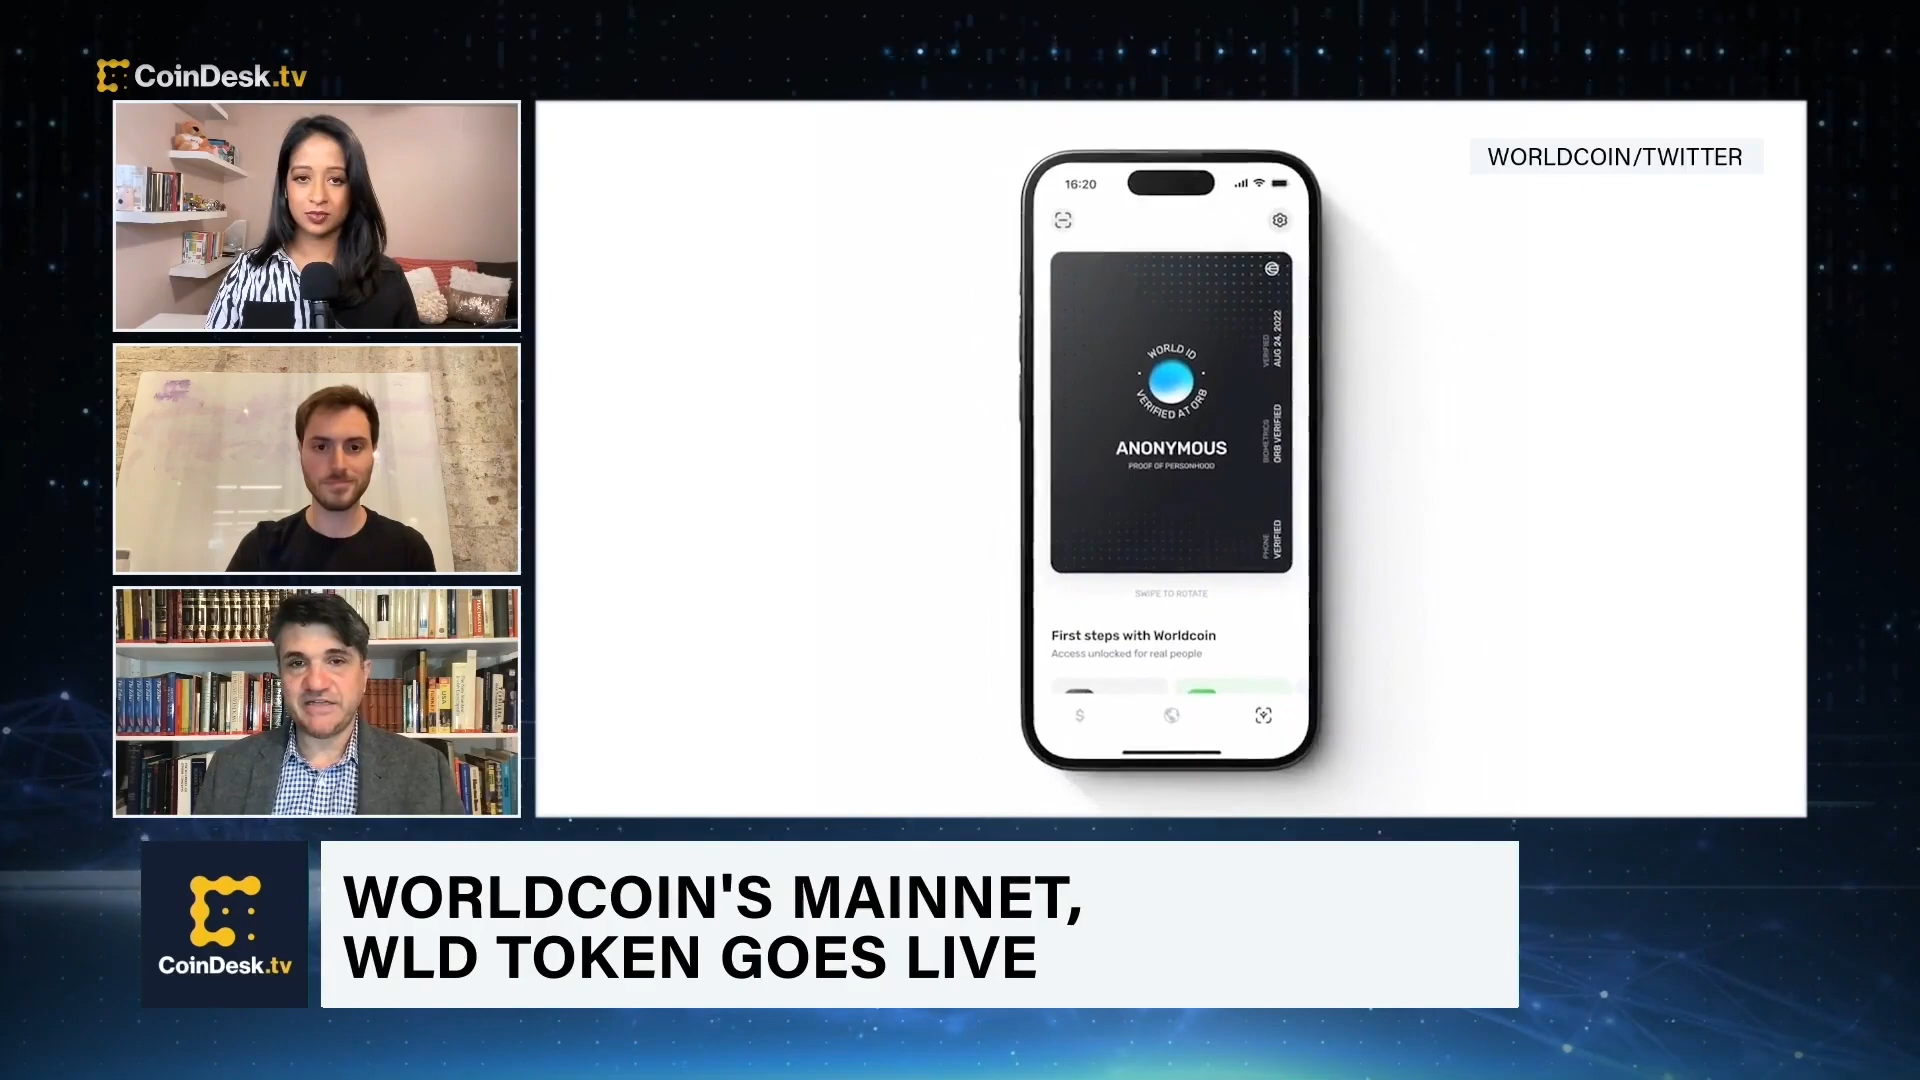 CoinDesk.tv
WORLDCOIN/TWITTER
16:20
WORLD ID
VERIFIED AT ORB
ANONYMOUS
PROOF OF PERSONHOOD
VERIFIED
AUG 24, 2022
BIOMETRICS
ORB VERIFIED
PHONE
VERIFIED
SWIPE TO ROTATE
First steps with Worldcoin
Access unlocked for real people
$
CoinDesk.tv
WORLDCOIN'S MAINNET,
WLD TOKEN GOES LIVE